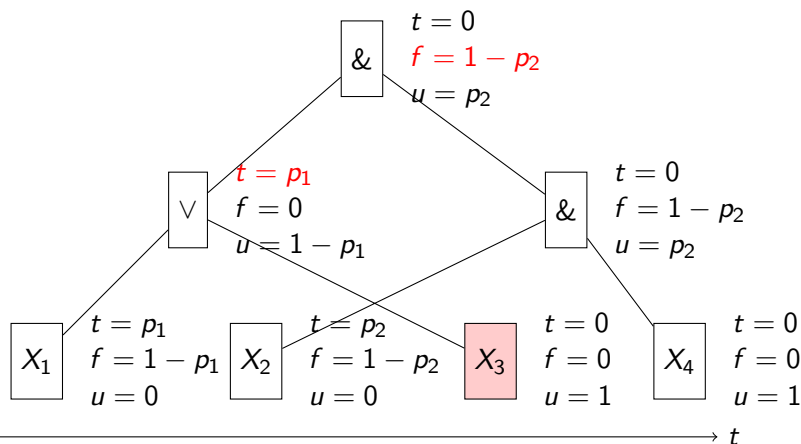 &
t = 0
f = 1 − p₂
u = p₂
∨
t = p₁
f = 0
u = 1 − p₁
&
t = 0
f = 1 − p₂
u = p₂
X₁
t = p₁
f = 1 − p₁
u = 0
X₂
t = p₂
f = 1 − p₂
u = 0
X₃
t = 0
f = 0
u = 1
X₄
t = 0
f = 0
u = 1
t